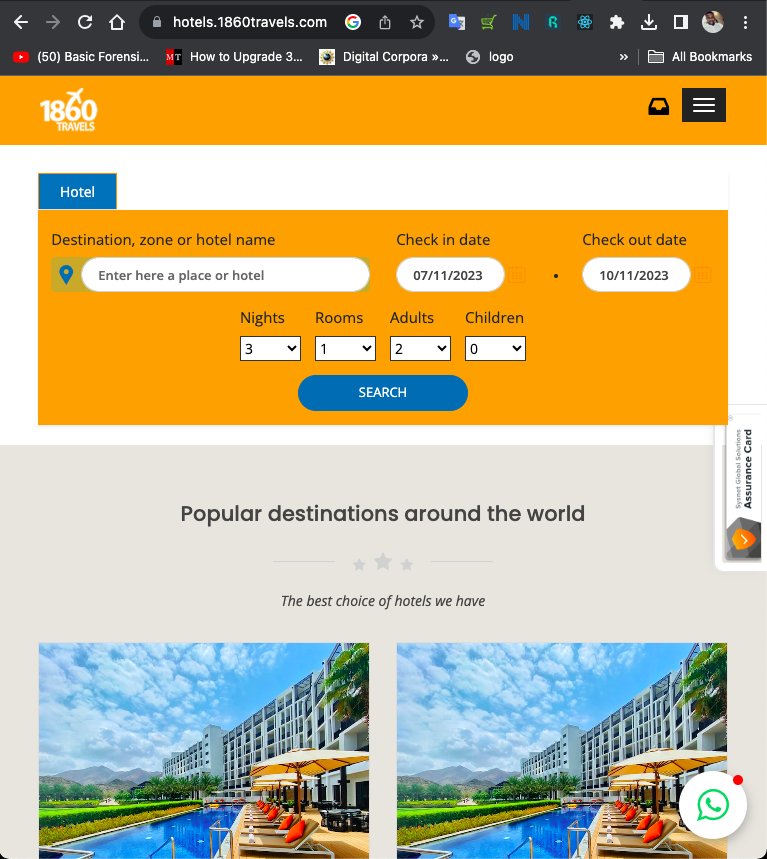 hotels.1860travels.com
(50) Basic Forensi...
MT
How to Upgrade 3...
Digital Corpora »...
logo
»
All Bookmarks
1860
TRAVELS
Hotel
Destination, zone or hotel name
Check in date
Check out date
Enter here a place or hotel
07/11/2023
10/11/2023
Nights
Rooms
Adults
Children
3
1
2
0
SEARCH
Sysnet Global Solutions
Assurance Card
Popular destinations around the world
The best choice of hotels we have